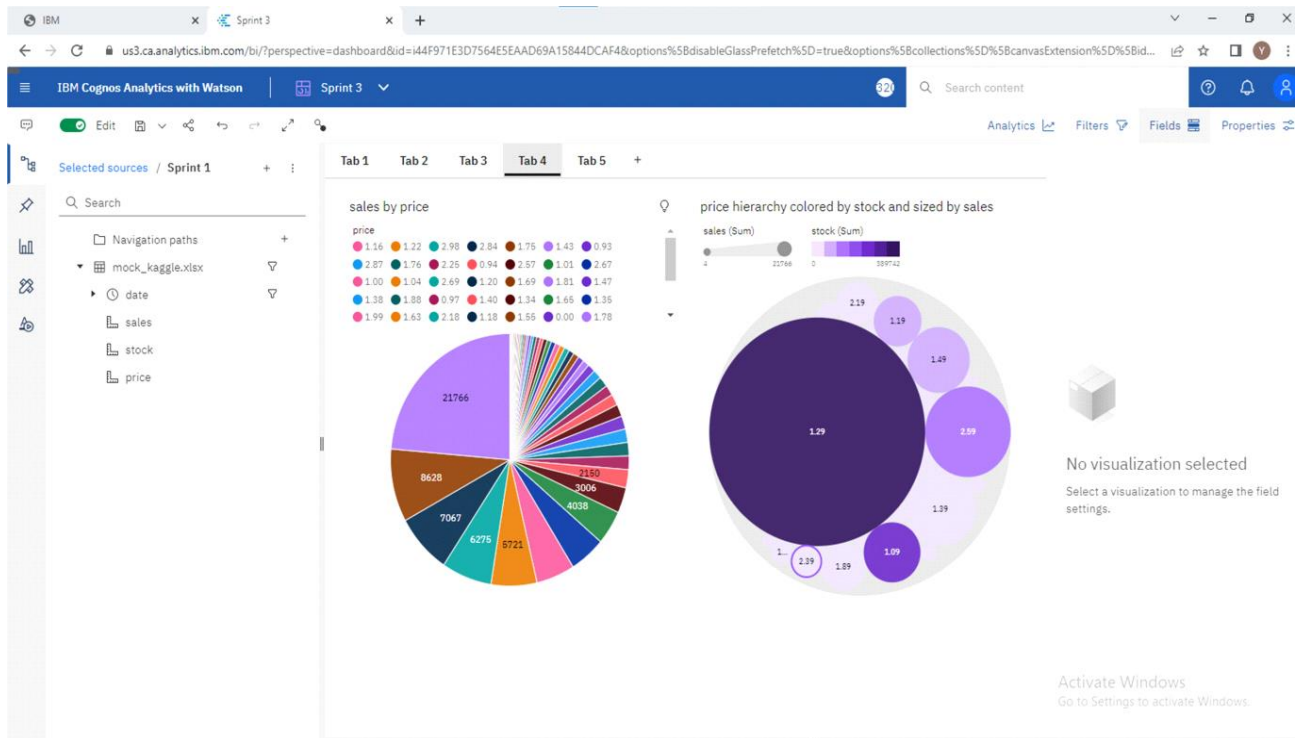 IBM
Sprint 3
us3.ca.analytics.ibm.com/bi/?perspective=dashboard&id=i44F971E3D7564E5EAAD69A15844DCAF4&options%5BdisableGlassPrefetch%5D=true&options%5Bcollections%5D%5BcanvasExtension%5D%5Bid...
Y
IBM Cognos Analytics with Watson
Sprint 3
Search content
Edit
Analytics
Filters
Fields
Properties
Selected sources / Sprint 1
Search
Navigation paths
mock_kaggle.xlsx
date
sales
stock
price
Tab 1 Tab 2 Tab 3 Tab 4 Tab 5
sales by price
price
1.16 1.22 2.98 2.84 1.75 1.43 0.93
2.87 1.76 2.25 0.94 2.57 1.01 2.67
1.00 1.04 2.69 1.20 1.69 1.81 1.47
1.38 1.88 0.97 1.40 1.34 1.65 1.35
1.99 1.63 2.18 1.18 1.55 0.00 1.78
21766
8628
7067
6275
5721
4038
3006
2150
price hierarchy colored by stock and sized by sales
sales (Sum) stock (Sum)
4 21766 0 389742
2.19
1.19
1.49
1.29
2.59
1.39
1.09
1.89
2.39
1...
No visualization selected
Select a visualization to manage the field
settings.
Activate Windows
Go to Settings to activate Windows.